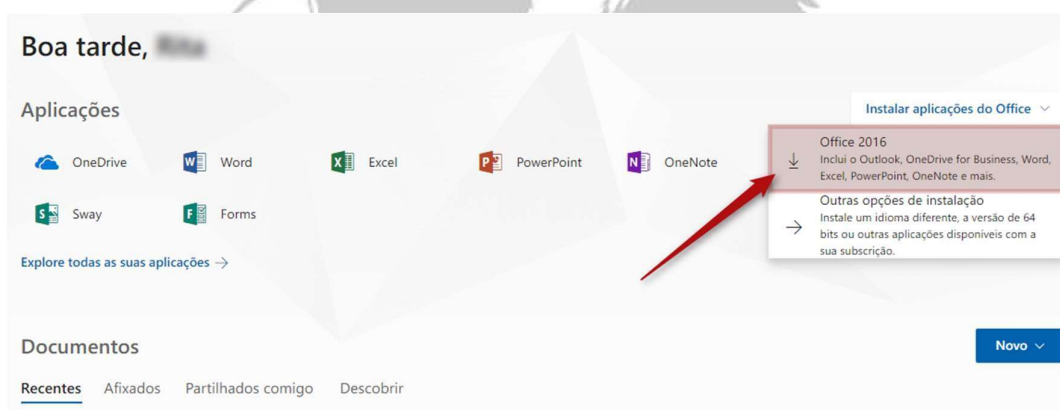 Boa tarde,
Aplicações
Instalar aplicações do Office
OneDrive
Word
Excel
PowerPoint
OneNote
Office 2016
Inclui o Outlook, OneDrive for Business, Word,
Excel, PowerPoint, OneNote e mais.
Sway
Forms
Outras opções de instalação
Instale um idioma diferente, a versão de 64
bits ou outras aplicações disponíveis com a
sua subscrição.
Explore todas as suas aplicações
Documentos
Novo
Recentes Afixados Partilhados comigo Descobrir